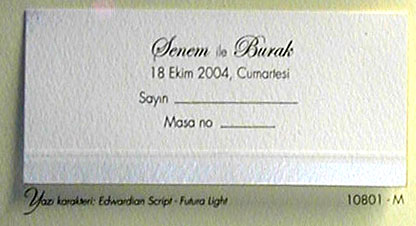 Senem ile Burak
18 Ekim 2004, Cumartesi
Sayın
Masa no
Yazı karakteri: Edwardian Script - Futura Light
10801 - M